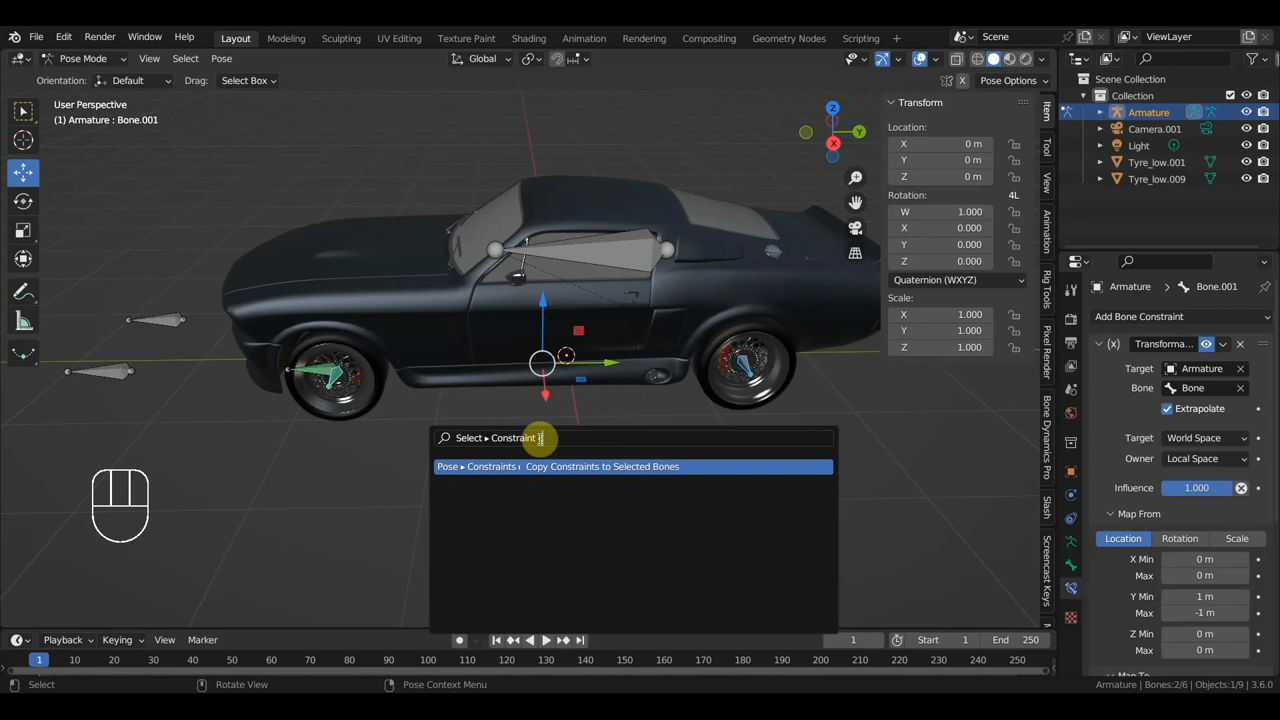 File Edit Render Window Help
Layout Modeling Sculpting UV Editing Texture Paint Shading Animation Rendering Compositing Geometry Nodes Scripting +
Scene ViewLayer
Pose Mode View Select Pose Global
Orientation: Default Drag: Select Box X Pose Options
User Perspective
(1) Armature : Bone.001
Z
Y
X
Transform
Location:
X 0 m
Y 0 m
Z 0 m
Rotation: 4L
W 1.000
X 0.000
Y 0.000
Z 0.000
Quaternion (WXYZ)
Scale:
X 1.000
Y 1.000
Z 1.000
Item
Tool
View
Animation
Rig Tools
Pixel Render
Bone Dynamics Pro
Slash
Screencast Keys
Scene Collection
Collection
Armature
Camera.001
Light
Tyre_low.001
Tyre_low.009
Armature > Bone.001
Add Bone Constraint
(x) Transforma...
Target Armature
Bone Bone
Extrapolate
Target World Space
Owner Local Space
Influence 1.000
Map From
Location Rotation Scale
X Min 0 m
Max 0 m
Y Min 1 m
Max -1 m
Z Min 0 m
Max 0 m
Select ▸ Constraint
Pose ▸ Constraints ▸ Copy Constraints to Selected Bones
Playback Keying View Marker 1 Start 1 End 250
1 10 20 30 40 50 60 70 80 90 100 110 120 130 140 150 160 170 180 190 200 210 220 230 240 250
Select Rotate View Pose Context Menu Armature | Bones:2/6 | Objects:1/9 | 3.6.0